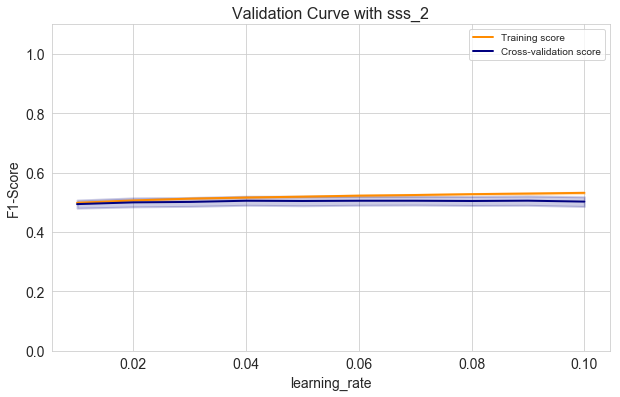 Validation Curve with sss_2
Training score
Cross-validation score
F1-Score
1.0
0.8
0.6
0.4
0.2
0.0
0.02 0.04 0.06 0.08 0.10
learning_rate